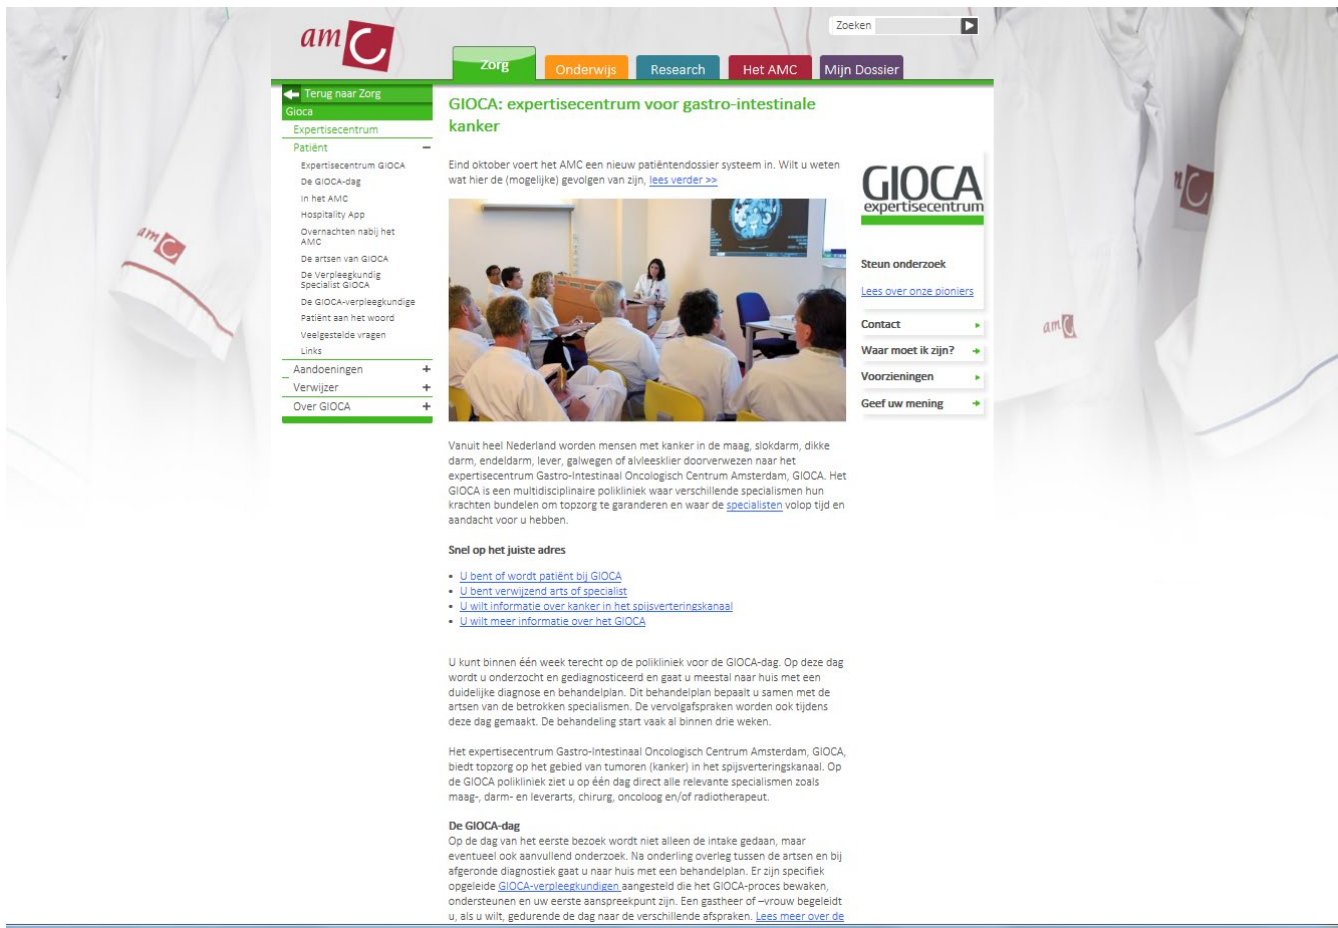 amC
Zoeken
Zorg
Onderwijs
Research
Het AMC
Mijn Dossier
Terug naar Zorg
Gioca
Expertisecentrum
Patiënt
Expertisecentrum GIOCA
De GIOCA-dag
In het AMC
Hospitality App
Overnachten nabij het
AMC
De artsen van GIOCA
De Verpleegkundig
Specialist GIOCA
De GIOCA-verpleegkundige
Patiënt aan het woord
Veelgestelde vragen
Links
Aandoeningen
Verwijzer
Over GIOCA
GIOCA: expertisecentrum voor gastro-intestinale
kanker
Eind oktober voert het AMC een nieuw patiëntendossier systeem in. Wilt u weten
wat hier de (mogelijke) gevolgen van zijn, lees verder >>
Vanuit heel Nederland worden mensen met kanker in de maag, slokdarm, dikke
darm, endeldarm, lever, galwegen of alvleesklier doorverwezen naar het
expertisecentrum Gastro-Intestinaal Oncologisch Centrum Amsterdam, GIOCA. Het
GIOCA is een multidisciplinaire polikliniek waar verschillende specialismen hun
krachten bundelen om topzorg te garanderen en waar de specialisten volop tijd en
aandacht voor u hebben.
Snel op het juiste adres
• U bent of wordt patiënt bij GIOCA
• U bent verwijzend arts of specialist
• U wilt informatie over kanker in het spijsverteringskanaal
• U wilt meer informatie over het GIOCA
U kunt binnen één week terecht op de polikliniek voor de GIOCA-dag. Op deze dag
wordt u onderzocht en gediagnosticeerd en gaat u meestal naar huis met een
duidelijke diagnose en behandelplan. Dit behandelplan bepaalt u samen met de
artsen van de betrokken specialismen. De vervolgafspraken worden ook tijdens
deze dag gemaakt. De behandeling start vaak al binnen drie weken.
Het expertisecentrum Gastro-Intestinaal Oncologisch Centrum Amsterdam, GIOCA,
biedt topzorg op het gebied van tumoren (kanker) in het spijsverteringskanaal. Op
de GIOCA polikliniek ziet u op één dag direct alle relevante specialismen zoals
maag-, darm- en leverarts, chirurg, oncoloog en/of radiotherapeut.
De GIOCA-dag
Op de dag van het eerste bezoek wordt niet alleen de intake gedaan, maar
eventueel ook aanvullend onderzoek. Na onderling overleg tussen de artsen en bij
afgeronde diagnostiek gaat u naar huis met een behandelplan. Er zijn specifiek
opgeleide GIOCA-verpleegkundigen aangesteld die het GIOCA-proces bewaken,
ondersteunen en uw eerste aanspreekpunt zijn. Een gastheer of –vrouw begeleidt
u, als u wilt, gedurende de dag naar de verschillende afspraken. Lees meer over de
GIOCA
expertisecentrum
Steun onderzoek
Lees over onze pioniers
Contact
Waar moet ik zijn?
Voorzieningen
Geef uw mening
amC
amC